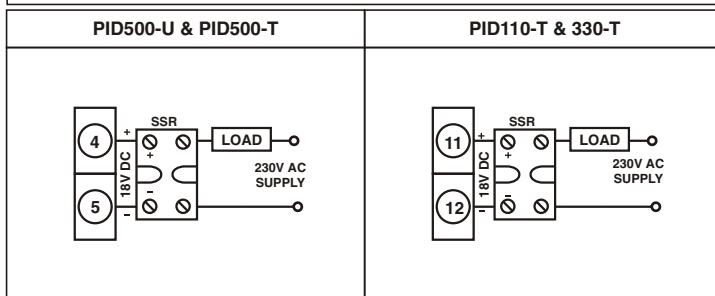 PID500-U & PID500-T
PID110-T & 330-T
SSR
4
+
+
LOAD
18V DC
230V AC
SUPPLY
5
-
-
SSR
11
+
+
LOAD
18V DC
230V AC
SUPPLY
12
-
-